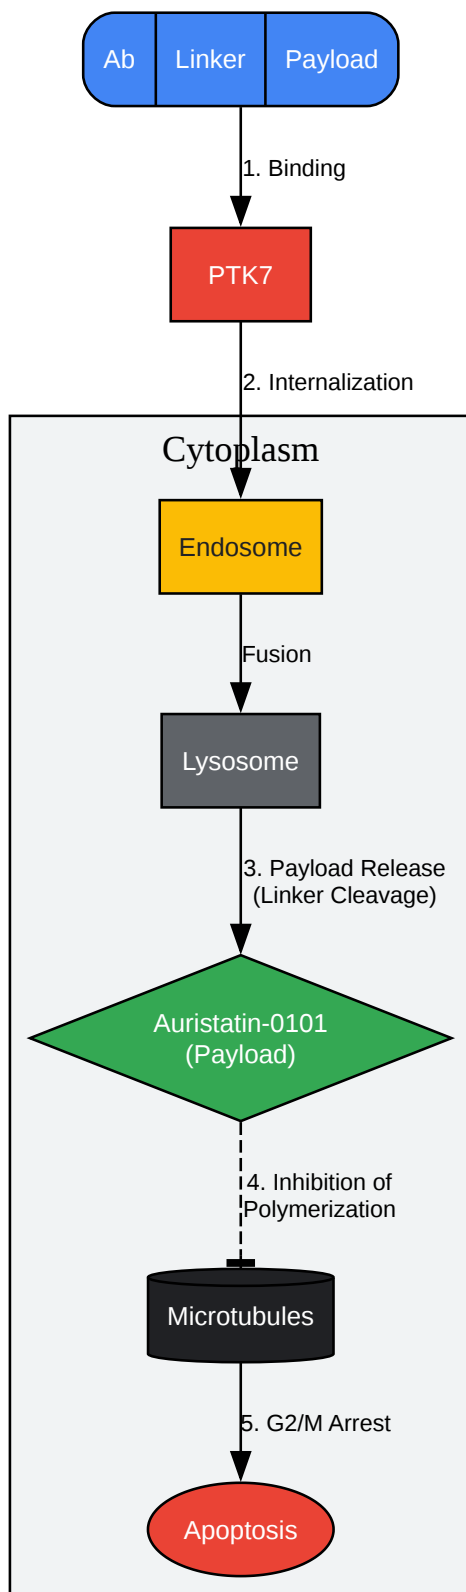 Ab Linker Payload
1. Binding
PTK7
2. Internalization
Cytoplasm
Endosome
Fusion
Lysosome
3. Payload Release
(Linker Cleavage)
Auristatin-0101
(Payload)
4. Inhibition of
Polymerization
Microtubules
5. G2/M Arrest
Apoptosis